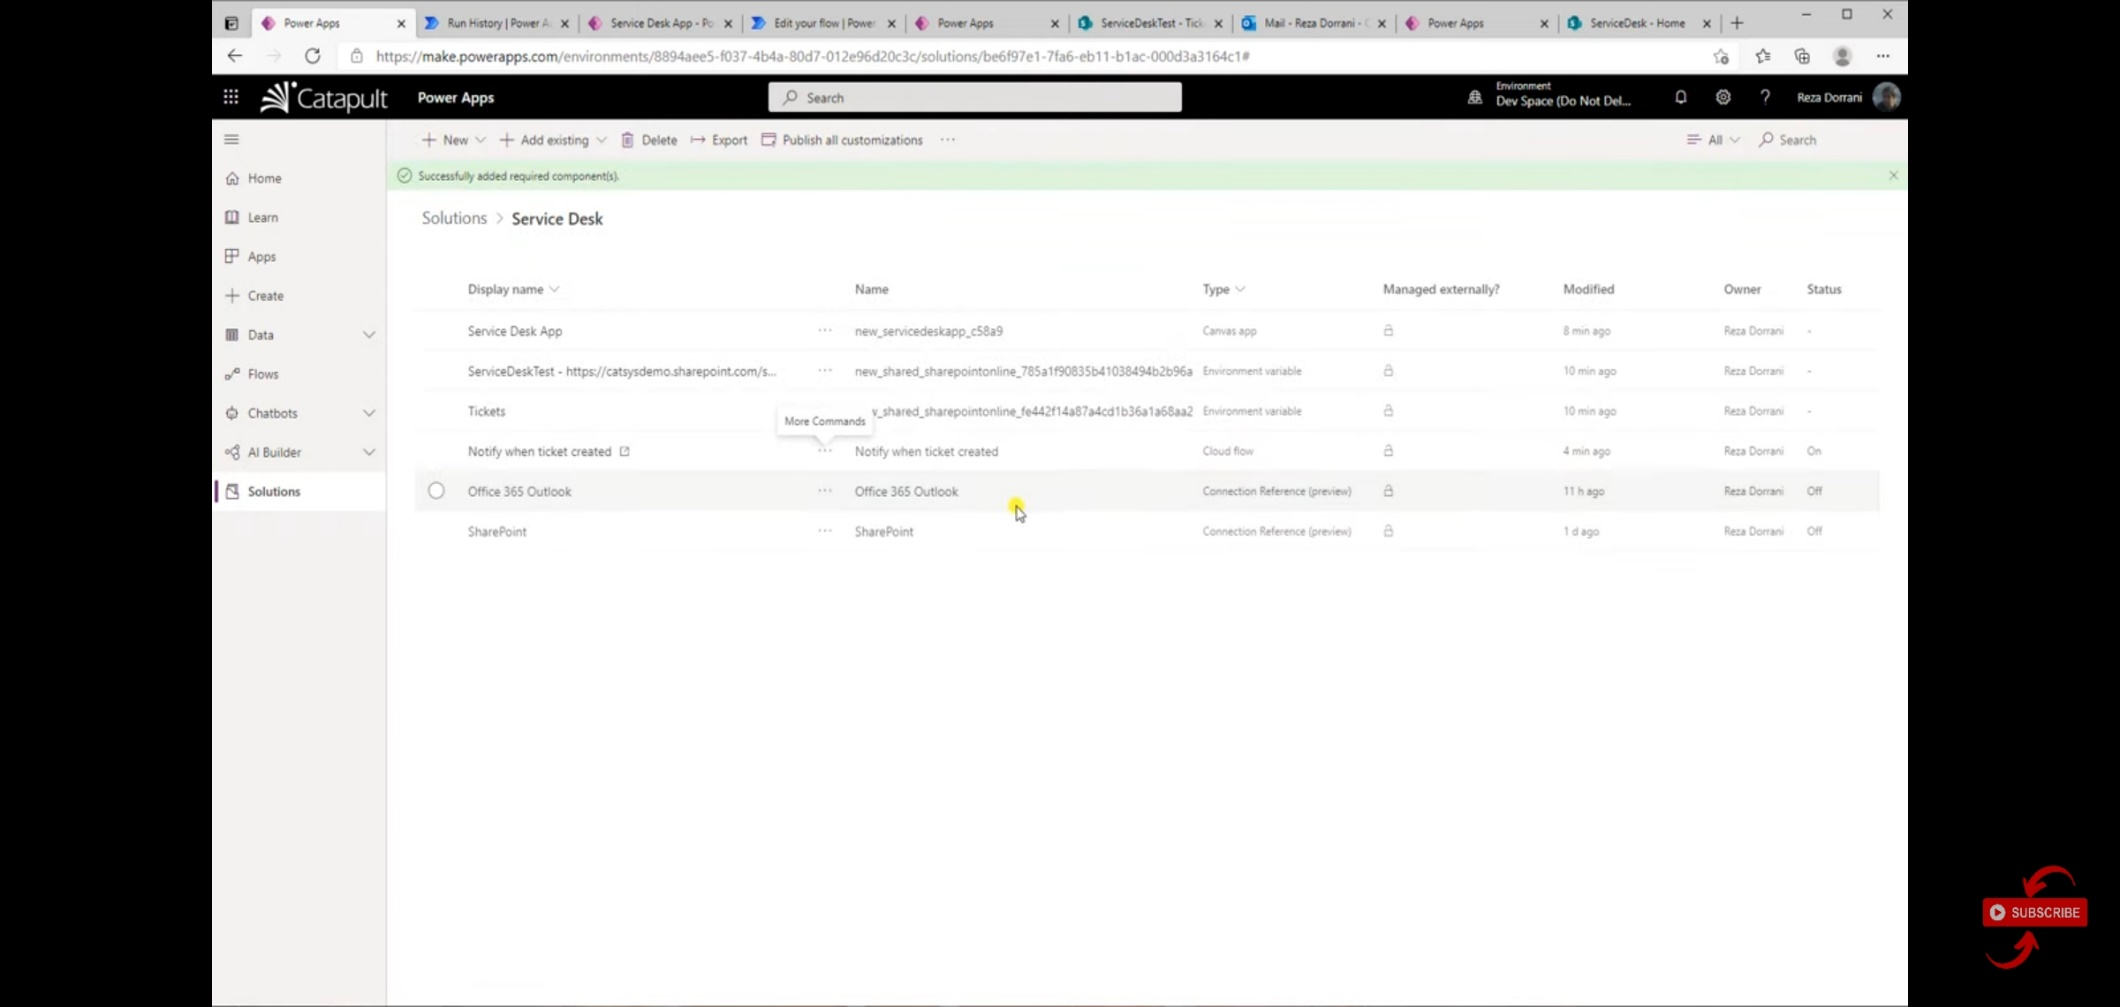 Power Apps
Run History | Power A
Service Desk App - Po
Edit your flow | Power
Power Apps
ServiceDeskTest - Tick
Mail - Reza Dorrani - C
Power Apps
ServiceDesk - Home
https://make.powerapps.com/environments/8894aee5-f037-4b4a-80d7-012e96d20c3c/solutions/be6f97e1-7fa6-eb11-b1ac-000d3a3164c1#
Catapult
Power Apps
Search
Environment
Dev Space (Do Not Del...
?
Reza Dorrani
New
Add existing
Delete
Export
Publish all customizations
All
Search
Home
Learn
Apps
Create
Data
Flows
Chatbots
AI Builder
Solutions
Successfully added required component(s).
Solutions > Service Desk
Display name Name Type Managed externally? Modified Owner Status
Service Desk App ... new_servicedeskapp_c58a9 Canvas app 8 min ago Reza Dorrani -
ServiceDeskTest - https://catsysdemo.sharepoint.com/s... ... new_shared_sharepointonline_785a1f90835b41038494b2b96a Environment variable 10 min ago Reza Dorrani -
Tickets w_shared_sharepointonline_fe442f14a87a4cd1b36a1a68aa2 Environment variable 10 min ago Reza Dorrani -
More Commands
Notify when ticket created ... Notify when ticket created Cloud flow 4 min ago Reza Dorrani On
Office 365 Outlook ... Office 365 Outlook Connection Reference (preview) 11 h ago Reza Dorrani Off
SharePoint ... SharePoint Connection Reference (preview) 1 d ago Reza Dorrani Off
SUBSCRIBE